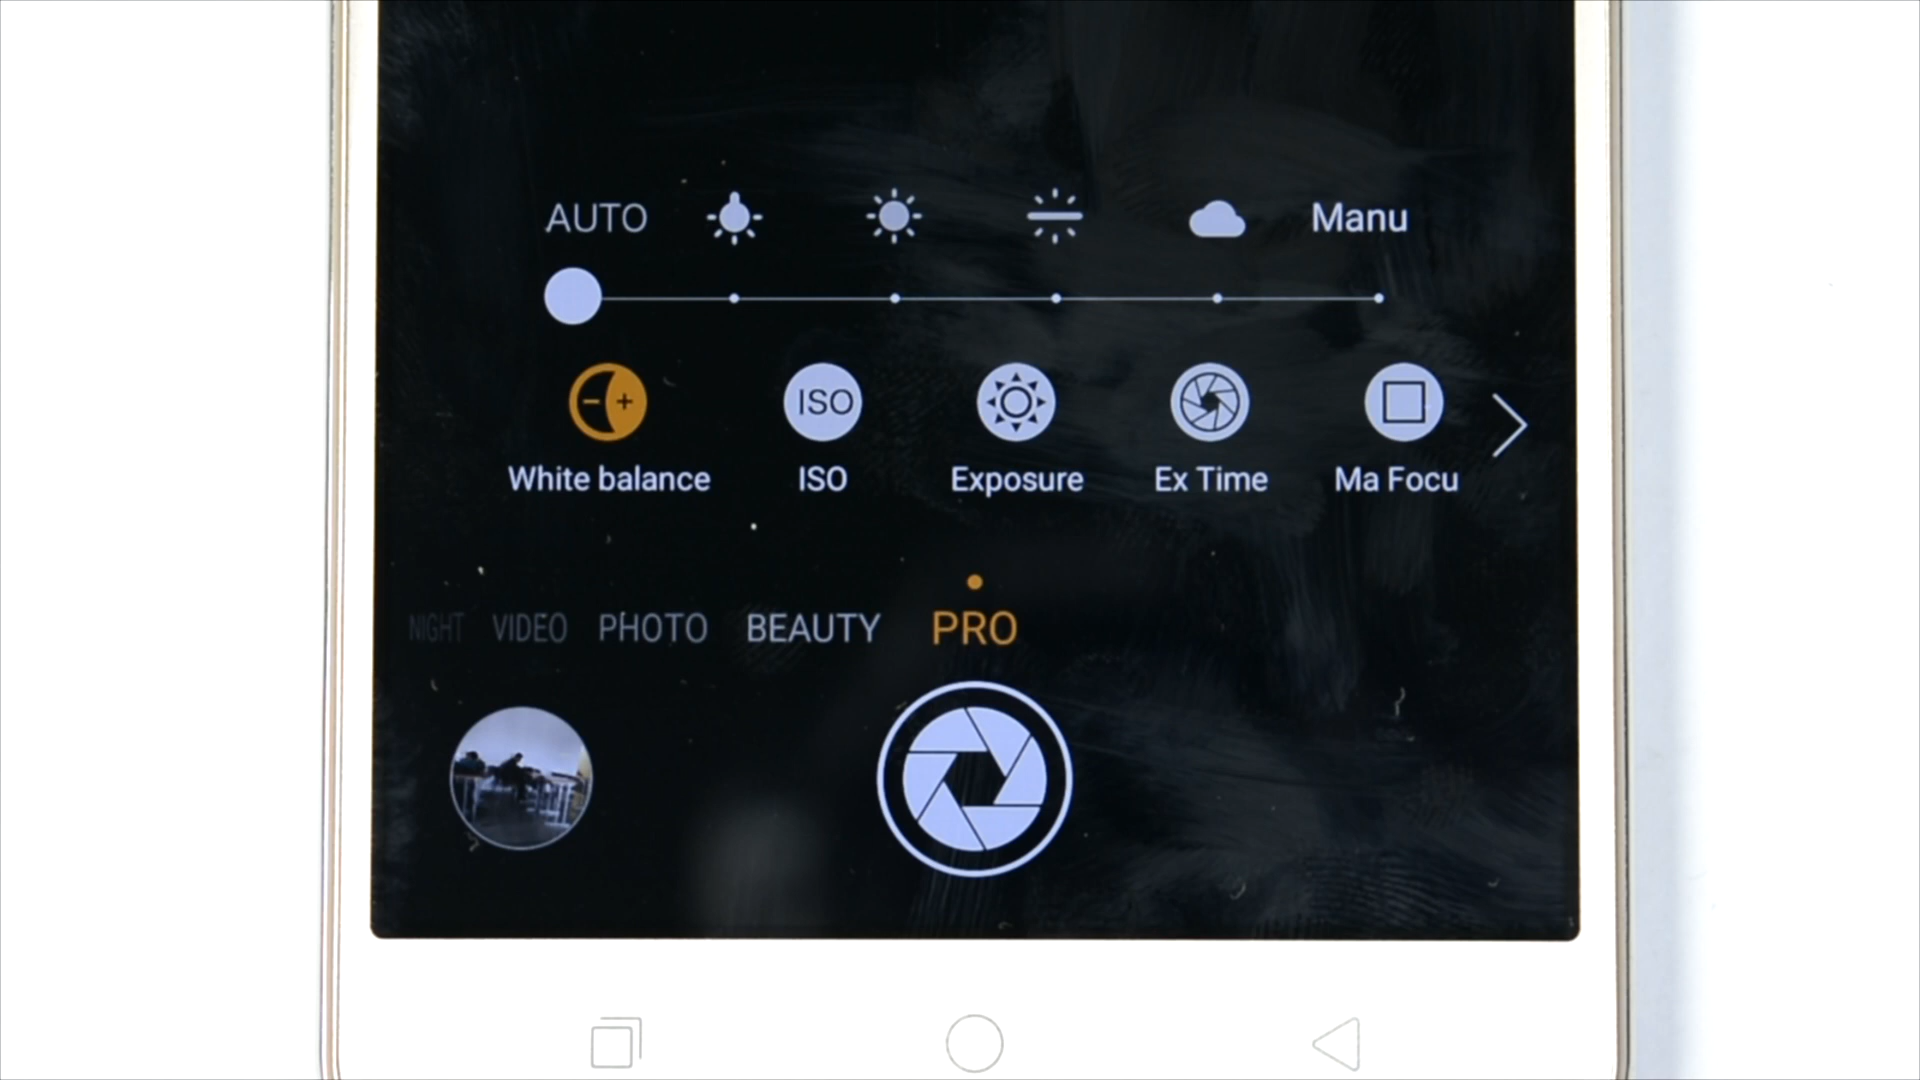 AUTO Manu
ISO
White balance ISO Exposure Ex Time Ma Focu
NIGHT VIDEO PHOTO BEAUTY PRO